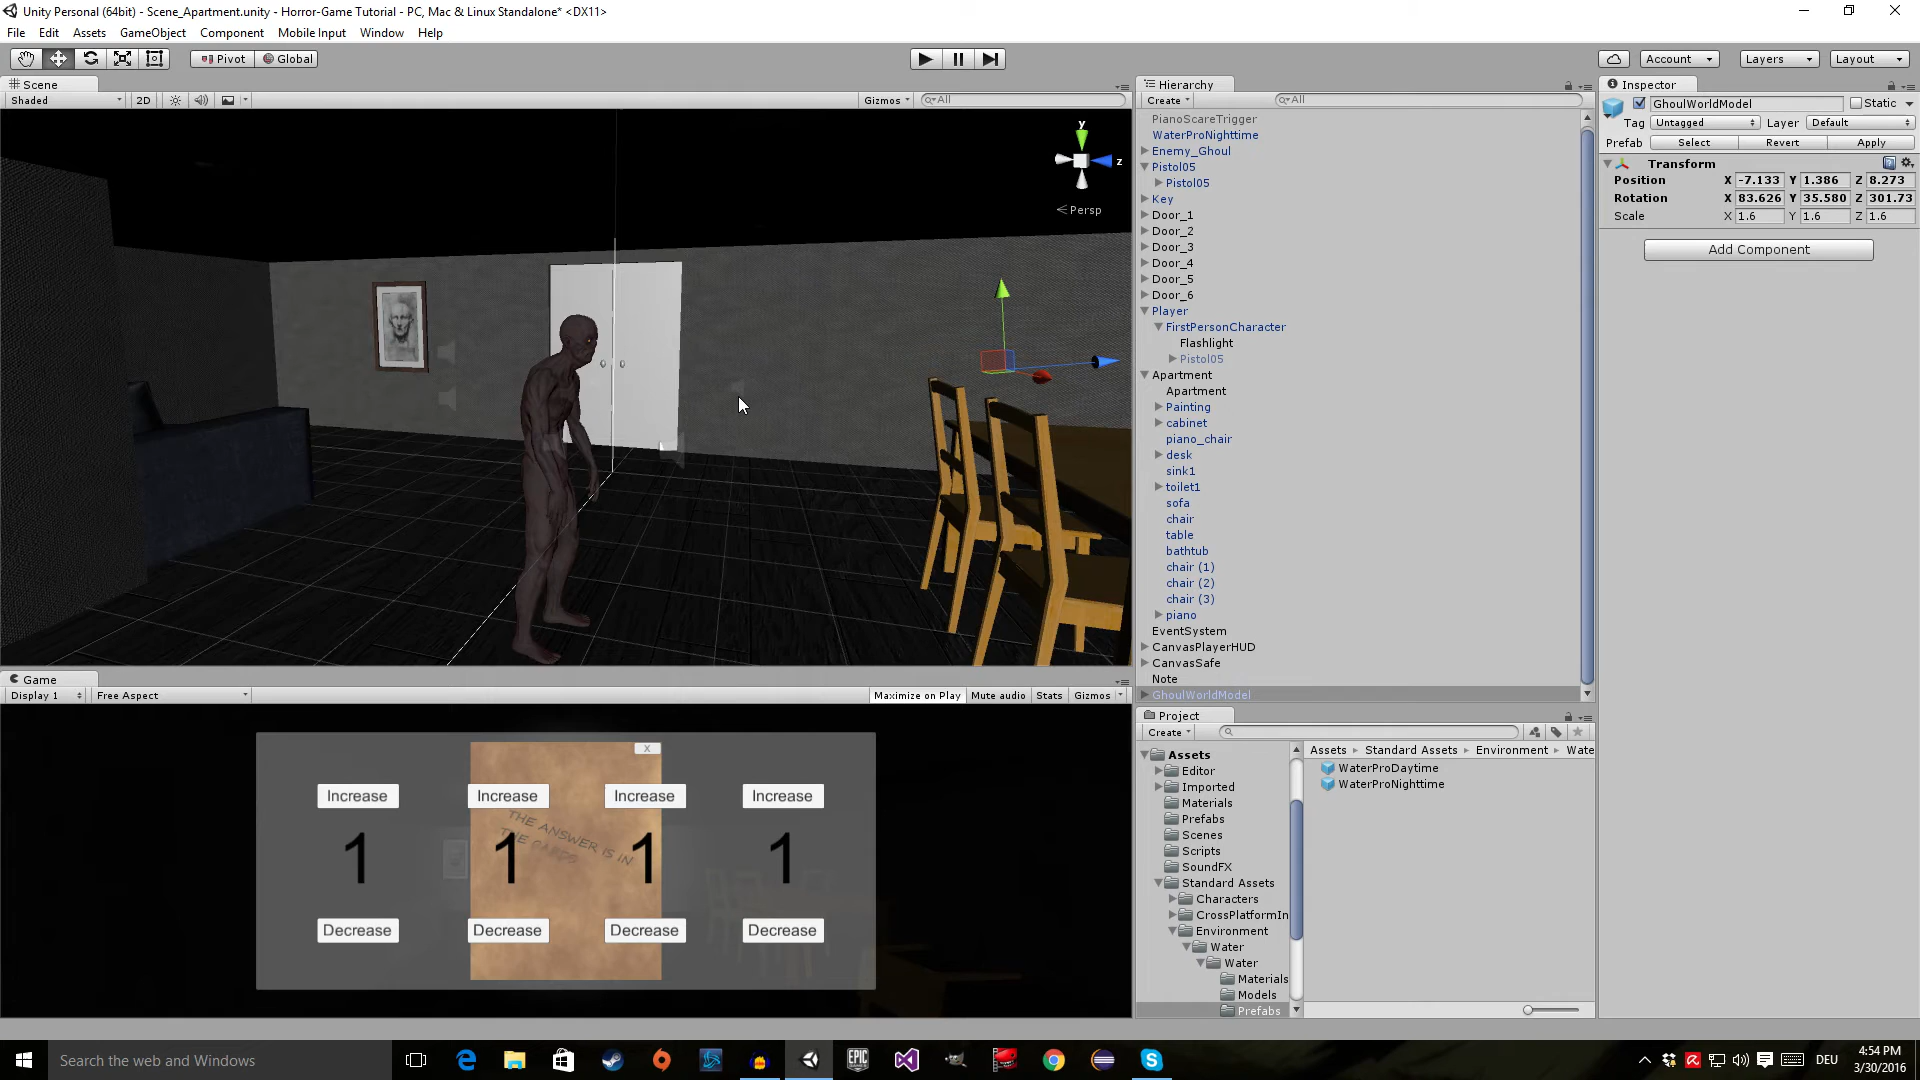 Unity Personal (64bit) - Scene_Apartment.unity - Horror-Game Tutorial - PC, Mac & Linux Standalone* <DX11>
File Edit Assets GameObject Component Mobile Input Window Help
Pivot Global Account Layers Layout
Scene
Shaded 2D Gizmos All
y
z
Persp
Hierarchy
Create All
PianoScareTrigger
WaterProNighttime
Enemy_Ghoul
Pistol05
Pistol05
Key
Door_1
Door_2
Door_3
Door_4
Door_5
Door_6
Player
FirstPersonCharacter
Flashlight
Pistol05
Apartment
Apartment
Painting
cabinet
piano_chair
desk
sink1
toilet1
sofa
chair
table
bathtub
chair (1)
chair (2)
chair (3)
piano
EventSystem
CanvasPlayerHUD
CanvasSafe
Note
GhoulWorldModel
Inspector
GhoulWorldModel Static
Tag Untagged Layer Default
Prefab Select Revert Apply
Transform
Position X -7.133 Y 1.386 Z 8.273
Rotation X 83.626 Y 35.580 Z 301.73
Scale X 1.6 Y 1.6 Z 1.6
Add Component
Game
Display 1 Free Aspect Maximize on Play Mute audio Stats Gizmos
X
Increase Increase Increase Increase
THE ANSWER IS IN
THE CARDS
1 1 1 1
Decrease Decrease Decrease Decrease
Project
Create
Assets
Editor
Imported
Materials
Prefabs
Scenes
Scripts
SoundFX
Standard Assets
Characters
CrossPlatformIn
Environment
Water
Water
Materials
Models
Prefabs
Assets Standard Assets Environment Wate
WaterProDaytime
WaterProNighttime
Search the web and Windows
EPIC
GAMES
DEU
4:54 PM
3/30/2016